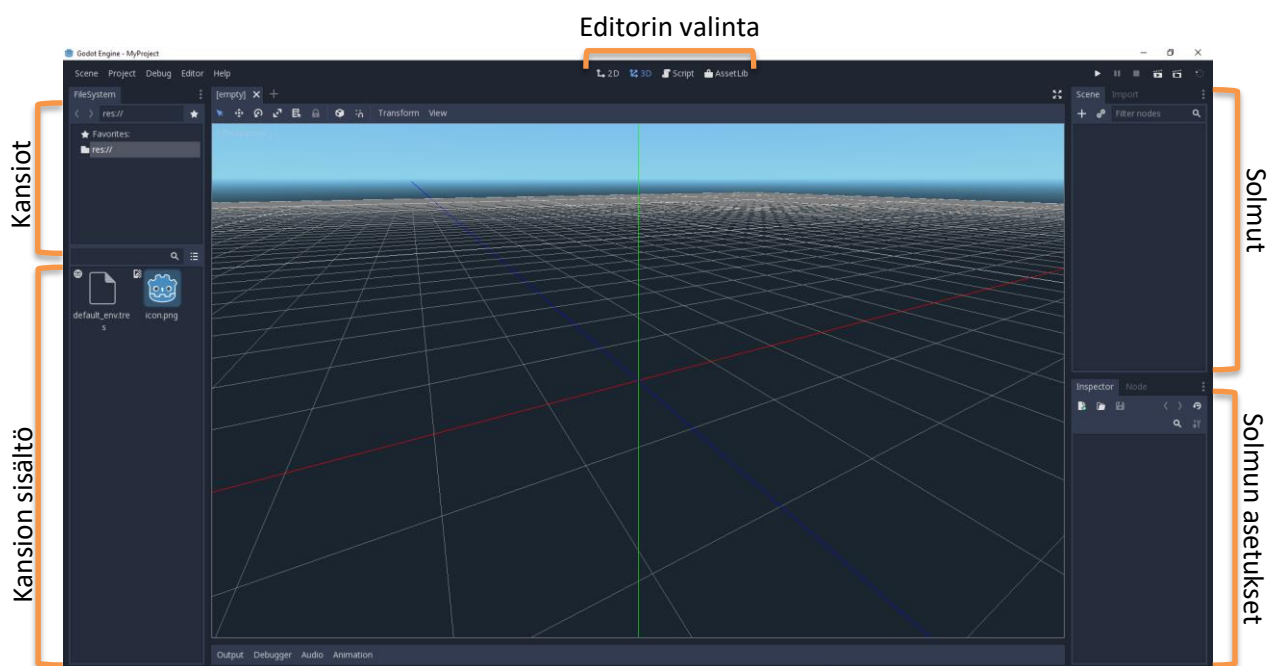 Editorin valinta
Godot Engine - MyProject
Scene Project Debug Editor Help
2D 3D Script AssetLib
FileSystem
[empty]
Scene Import
res://
Transform View
Filter nodes
Favorites:
res://
Kansiot
Solmut
default_env.tre
s
icon.png
Inspector Node
Kansion sisältö
Solmun asetukset
Output Debugger Audio Animation